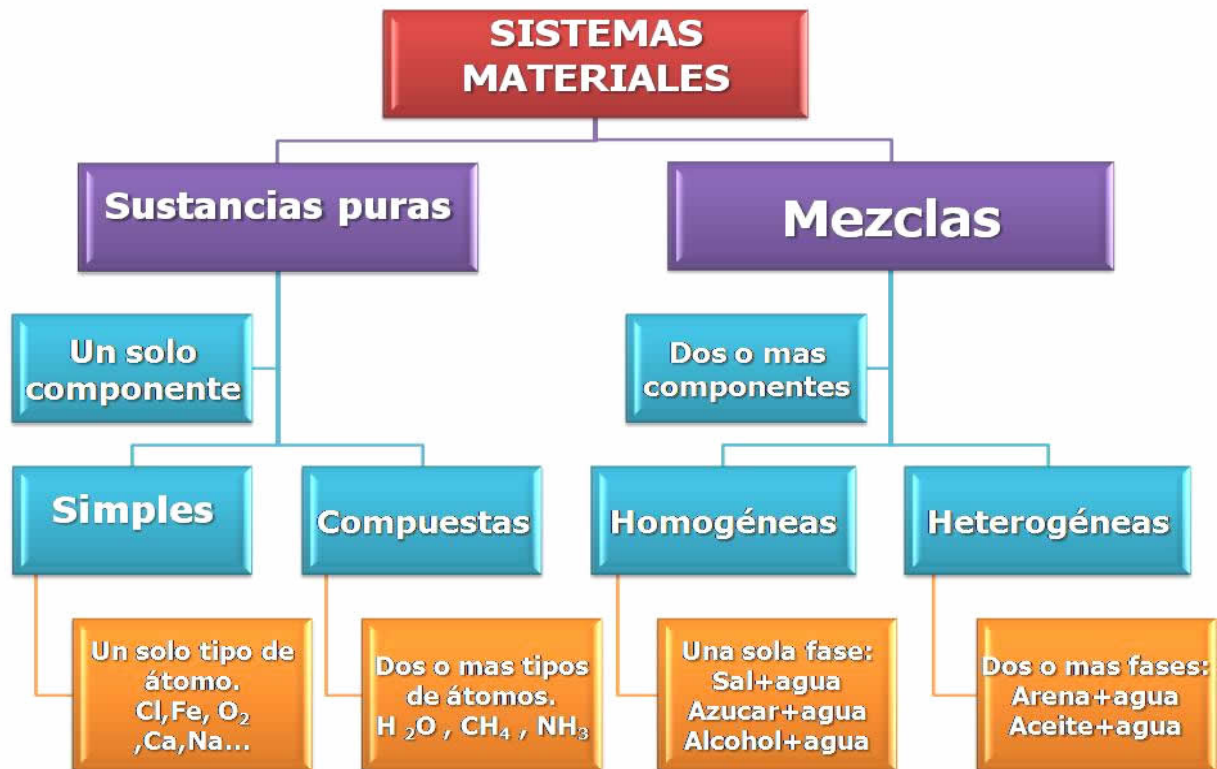 SISTEMAS
MATERIALES
Sustancias puras
Mezclas
Un solo
componente
Dos o mas
componentes
Simples
Compuestas
Homogéneas
Heterogéneas
Un solo tipo de
átomo.
Cl,Fe, O₂
,Ca,Na...
Dos o mas tipos
de átomos.
H ₂O , CH₄ , NH₃
Una sola fase:
Sal+agua
Azucar+agua
Alcohol+agua
Dos o mas fases:
Arena+agua
Aceite+agua